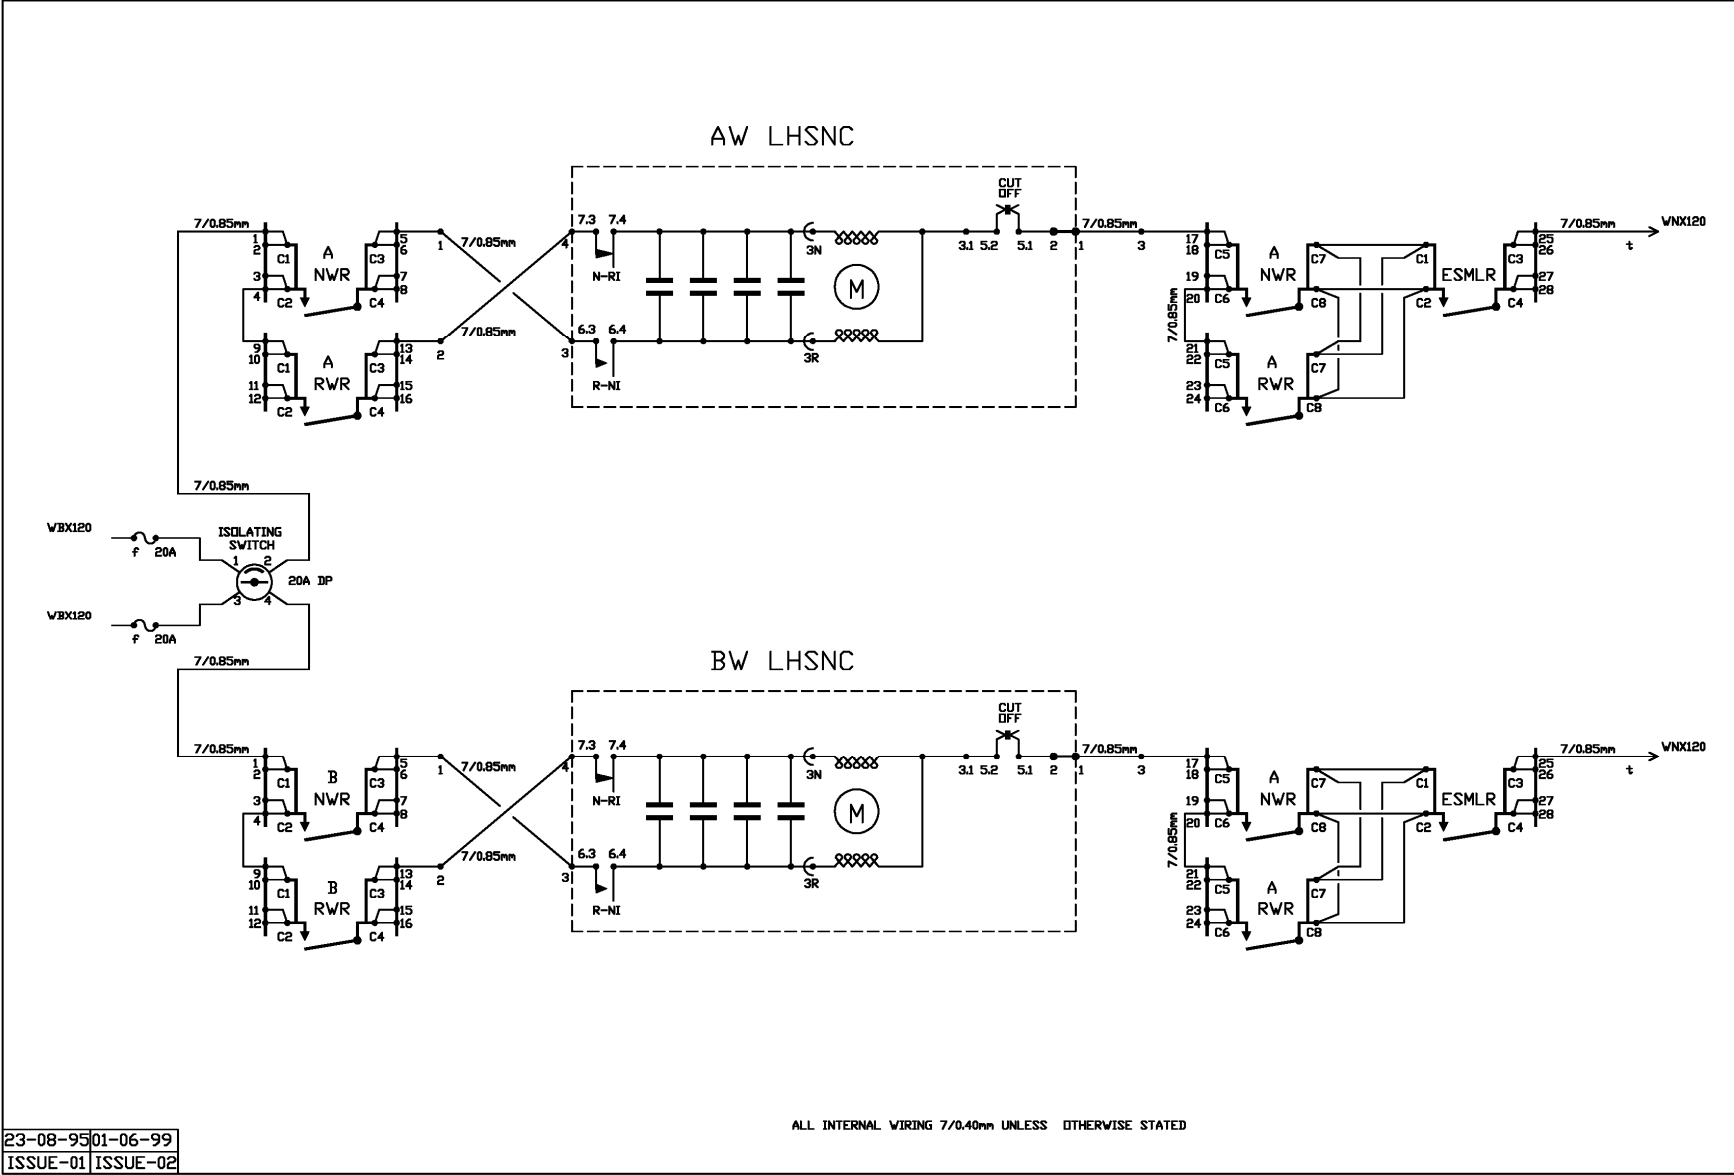 AW LHSNC
CUT
OFF
7/0.85mm
1
2
3
4
C1
C2
A
NWR
C3
C4
5
6
7
8
1
7/0.85mm
4
7.3 7.4
N-RI
3N
M
3.1 5.2 5.1 2
1
7/0.85mm
3
17
18
19
20
C5
C6
A
NWR
C7
C8
C1
C2
ESMLR
C3
C4
25
26
27
28
7/0.85mm
t
WNX120
9
10
11
12
C1
C2
A
RWR
C3
C4
13
14
15
16
2
7/0.85mm
3
6.3 6.4
R-NI
3R
7/0.85mm
21
22
23
24
C5
C6
A
RWR
C7
C8
7/0.85mm
WBX120
f 20A
ISOLATING
SWITCH
1 2
3 4
20A DP
WBX120
f 20A
7/0.85mm
BW LHSNC
CUT
OFF
7/0.85mm
1
2
3
4
C1
C2
B
NWR
C3
C4
5
6
7
8
1
7/0.85mm
4
7.3 7.4
N-RI
3N
M
3.1 5.2 5.1 2
1
7/0.85mm
3
17
18
19
20
C5
C6
A
NWR
C7
C8
C1
C2
ESMLR
C3
C4
25
26
27
28
7/0.85mm
t
WNX120
9
10
11
12
C1
C2
B
RWR
C3
C4
13
14
15
16
2
7/0.85mm
3
6.3 6.4
R-NI
3R
7/0.85mm
21
22
23
24
C5
C6
A
RWR
C7
C8
ALL INTERNAL WIRING 7/0.40mm UNLESS OTHERWISE STATED
23-08-95 01-06-99
ISSUE-01 ISSUE-02